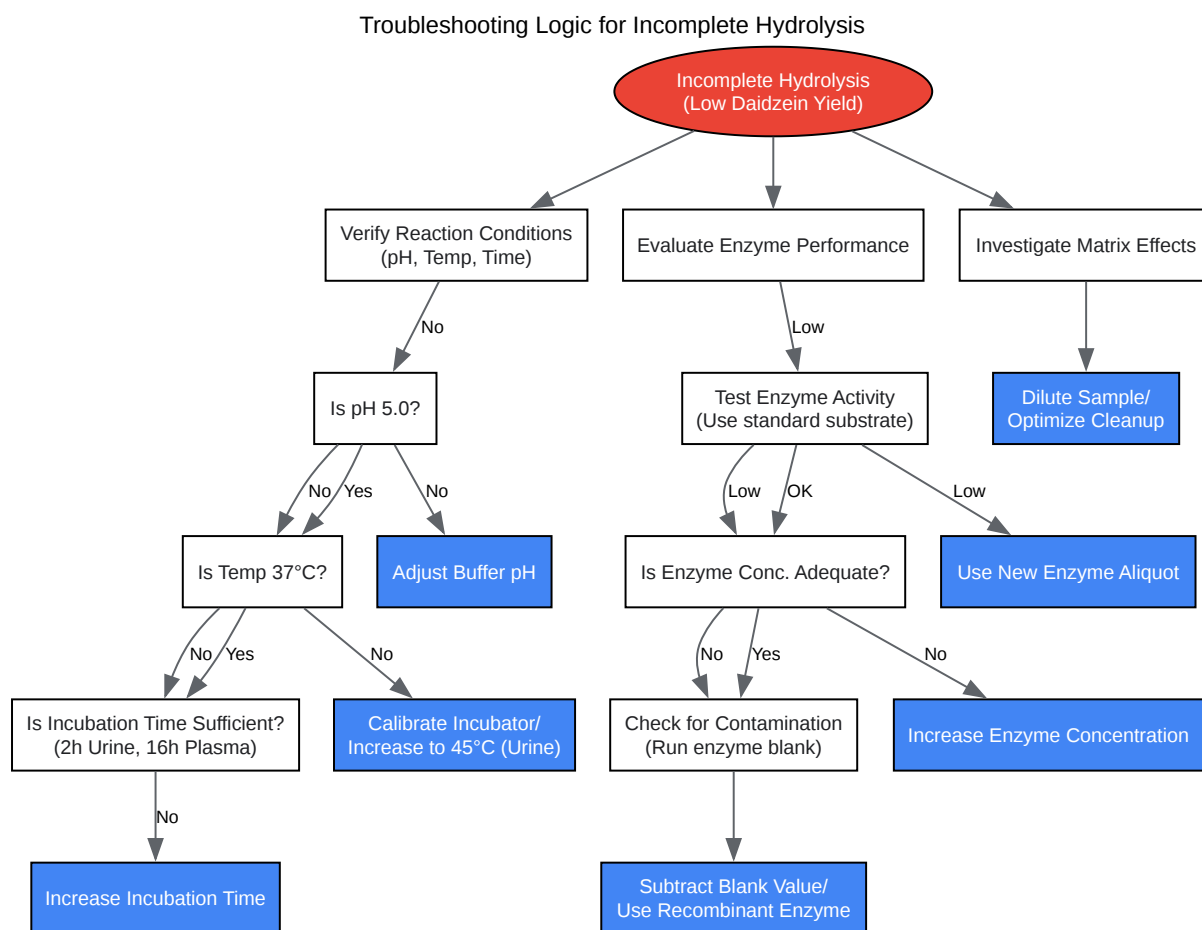 Troubleshooting Logic for Incomplete Hydrolysis
Incomplete Hydrolysis
(Low Daidzein Yield)
Verify Reaction Conditions
(pH, Temp, Time)
Evaluate Enzyme Performance
Investigate Matrix Effects
No
Low
Is pH 5.0?
Test Enzyme Activity
(Use standard substrate)
Dilute Sample/
Optimize Cleanup
No
Yes
No
Low
OK
Low
Is Temp 37°C?
Adjust Buffer pH
Is Enzyme Conc. Adequate?
Use New Enzyme Aliquot
No
Yes
No
No
Yes
No
Is Incubation Time Sufficient?
(2h Urine, 16h Plasma)
Calibrate Incubator/
Increase to 45°C (Urine)
Check for Contamination
(Run enzyme blank)
Increase Enzyme Concentration
No
Increase Incubation Time
Subtract Blank Value/
Use Recombinant Enzyme